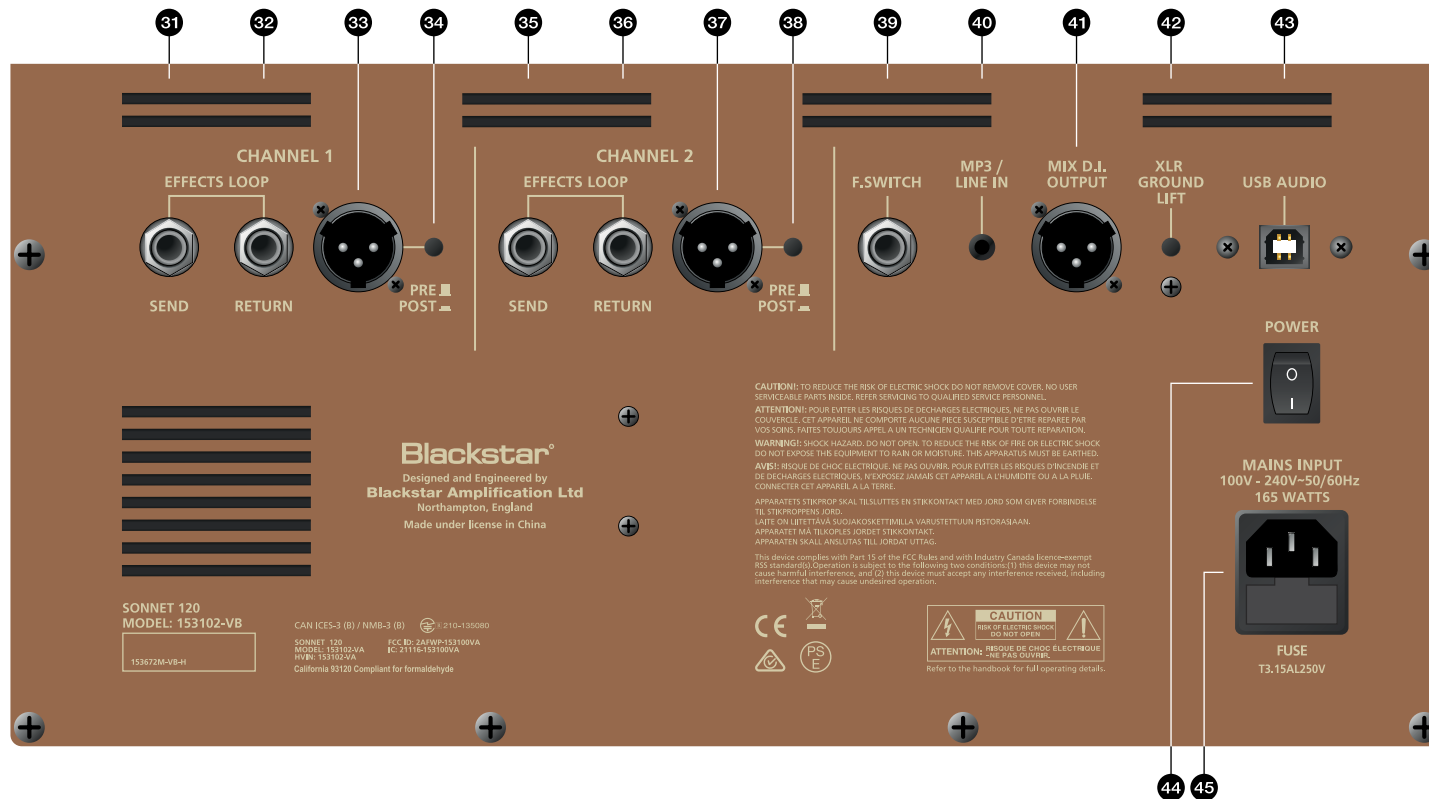 31 32 33 34 35 36 37 38 39 40 41 42 43
CHANNEL 1
EFFECTS LOOP
SEND
RETURN
PRE
POST
CHANNEL 2
EFFECTS LOOP
SEND
RETURN
PRE
POST
F.SWITCH
MP3 /
LINE IN
MIX D.I.
OUTPUT
XLR
GROUND
LIFT
USB AUDIO
POWER
O
I
MAINS INPUT
100V - 240V~50/60Hz
165 WATTS
FUSE
T3.15AL250V
Blackstar
Designed and Engineered by
Blackstar Amplification Ltd
Northampton, England
Made under license in China
CAUTION!: TO REDUCE THE RISK OF ELECTRIC SHOCK DO NOT REMOVE COVER, NO USER
SERVICEABLE PARTS INSIDE. REFER SERVICING TO QUALIFIED SERVICE PERSONNEL.
ATTENTION!: POUR EVITER LES RISQUES DE DECHARGES ELECTRIQUES, NE PAS OUVRIR LE
COUVERCLE. CET APPAREIL NE COMPORTE AUCUNE PIECE SUSCEPTIBLE D'ETRE REPAREE PAR
VOS SOINS. FAITES TOUJOURS APPEL A UN TECHNICIEN QUALIFIE POUR TOUTE REPARATION.
WARNING!: SHOCK HAZARD. DO NOT OPEN. TO REDUCE THE RISK OF FIRE OR ELECTRIC SHOCK
DO NOT EXPOSE THIS EQUIPMENT TO RAIN OR MOISTURE. THIS APPARATUS MUST BE EARTHED.
AVIS!: RISQUE DE CHOC ELECTRIQUE. NE PAS OUVRIR. POUR EVITER LES RISQUES D'INCENDIE ET
DE DECHARGES ELECTRIQUES, N'EXPOSEZ JAMAIS CET APPAREIL A L'HUMIDITE OU A LA PLUIE.
CONNECTER CET APPAREIL A LA TERRE.
APPARATETS STIKPROP SKAL TILSLUTTES EN STIKKONTAKT MED JORD SOM GIVER FORBINDELSE
TIL STIKPROPPENS JORD.
LAITE ON LIITETTÄVÄ SUOJAKOSKETTIMILLA VARUSTETTUUN PISTORASIAAN.
APPARATET MÅ TILKOPLES JORDET STIKKONTAKT.
APPARATEN SKALL ANSLUTAS TILL JORDAT UTTAG.
This device complies with Part 15 of the FCC Rules and with Industry Canada licence-exempt
RSS standard(s).Operation is subject to the following two conditions:(1) this device may not
cause harmful interference, and (2) this device must accept any interference received, including
interference that may cause undesired operation.
SONNET 120
MODEL: 153102-VB
153672M-VB-H
CAN ICES-3 (B) / NMB-3 (B)
210-135080
SONNET 120
MODEL: 153102-VA
HVIN: 153102-VA
FCC ID: 2AFWP-153100VA
IC: 21116-153100VA
California 93120 Compliant for formaldehyde
CE
PS
E
CAUTION
RISK OF ELECTRIC SHOCK
DO NOT OPEN
ATTENTION: RISQUE DE CHOC ÉLECTRIQUE
-NE PAS OUVRIR.
Refer to the handbook for full operating details.
44 45